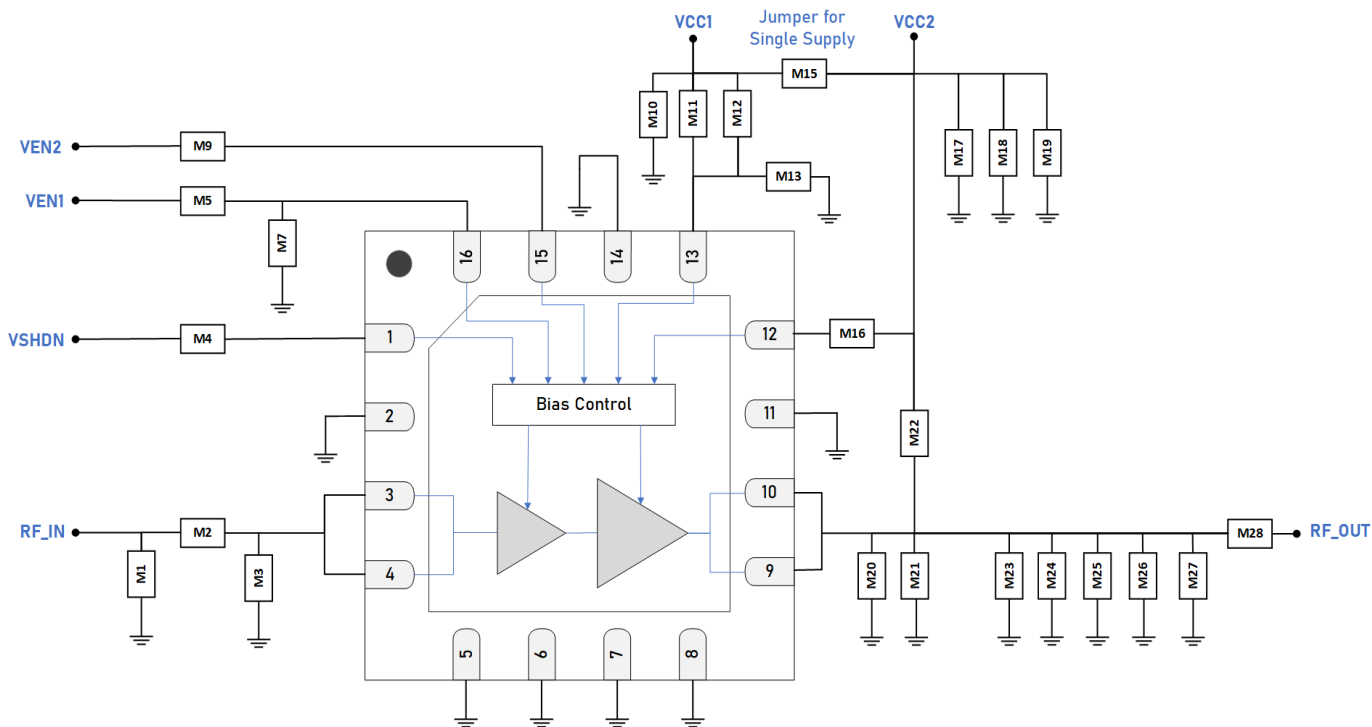 VCC1
Jumper for
Single Supply
VCC2
M15
M10
M11
M12
M17
M18
M19
VEN2
M9
M13
VEN1
M5
M7
16
15
14
13
VSHDN
M4
1
12
M16
Bias Control
2
11
M22
3
10
RF_IN
M2
M28
RF_OUT
M1
M3
4
9
M20
M21
M23
M24
M25
M26
M27
5
6
7
8